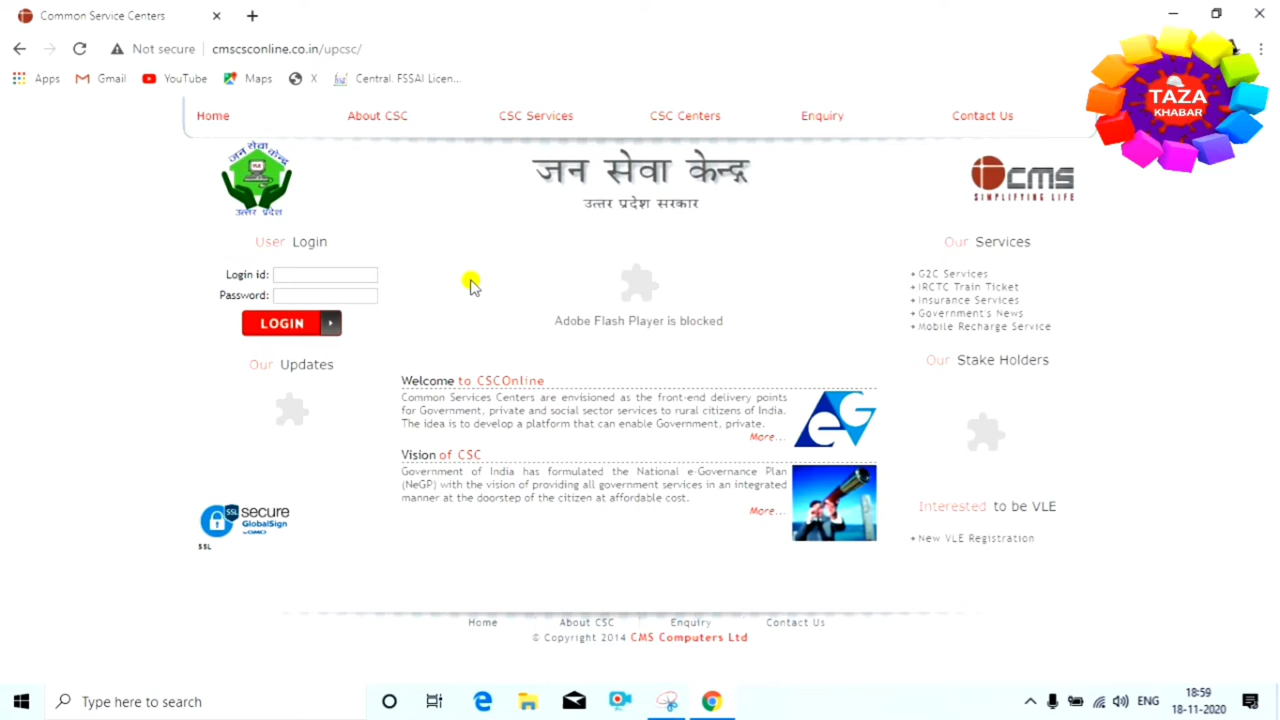 Common Service Centers
Not secure cmscsconline.co.in/upcsc/
Apps Gmail YouTube Maps X Central. FSSAI Licen...
TAZA
KHABAR
Home About CSC CSC Services CSC Centers Enquiry Contact Us
जन सेवा केन्द्र
उत्तर प्रदेश
जन सेवा केन्द्र
उत्तर प्रदेश सरकार
CMS
SIMPLIFYING LIFE
User Login
Login id:
Password:
LOGIN
Our Updates
SSL secure
GlobalSign
by GMO
SSL
Adobe Flash Player is blocked
Welcome to CSCOnline
Common Services Centers are envisioned as the front-end delivery points
for Government, private and social sector services to rural citizens of India.
The idea is to develop a platform that can enable Government, private.
More...
eG
Vision of CSC
Government of India has formulated the National e-Governance Plan
(NeGP) with the vision of providing all government services in an integrated
manner at the doorstep of the citizen at affordable cost.
More...
Our Services
G2C Services
IRCTC Train Ticket
Insurance Services
Government's News
Mobile Recharge Service
Our Stake Holders
Interested to be VLE
New VLE Registration
Home About CSC Enquiry Contact Us
© Copyright 2014 CMS Computers Ltd
Type here to search
ENG
18:59
18-11-2020